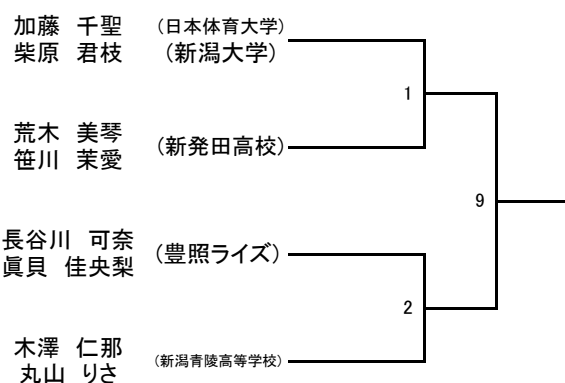 加藤 千聖 (日本体育大学)
柴原 君枝 (新潟大学)
1
荒木 美琴
笹川 茉愛 (新発田高校)
9
長谷川 可奈
眞貝 佳央梨 (豊照ライズ)
2
木澤 仁那
丸山 りさ (新潟青陵高等学校)